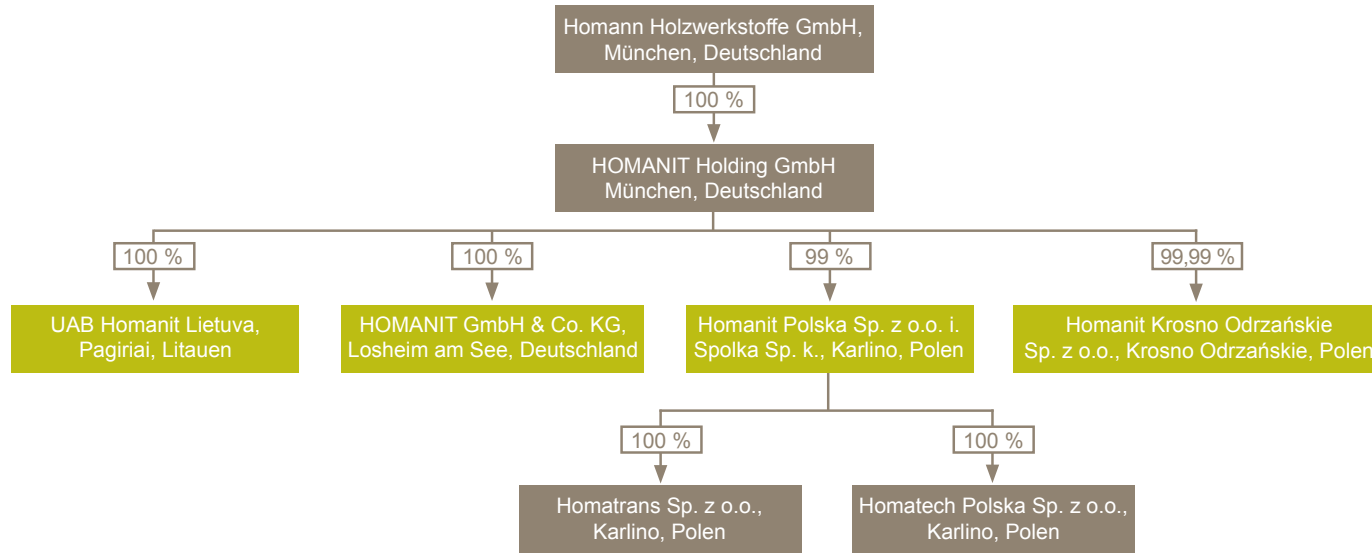 Homann Holzwerkstoffe GmbH,
München, Deutschland
100 %
HOMANIT Holding GmbH
München, Deutschland
100 %
100 %
99 %
99,99 %
UAB Homanit Lietuva,
Pagiriai, Litauen
HOMANIT GmbH & Co. KG,
Losheim am See, Deutschland
Homanit Polska Sp. z o.o. i.
Spolka Sp. k., Karlino, Polen
Homanit Krosno Odrzańskie
Sp. z o.o., Krosno Odrzańskie, Polen
100 %
100 %
Homatrans Sp. z o.o.,
Karlino, Polen
Homatech Polska Sp. z o.o.,
Karlino, Polen